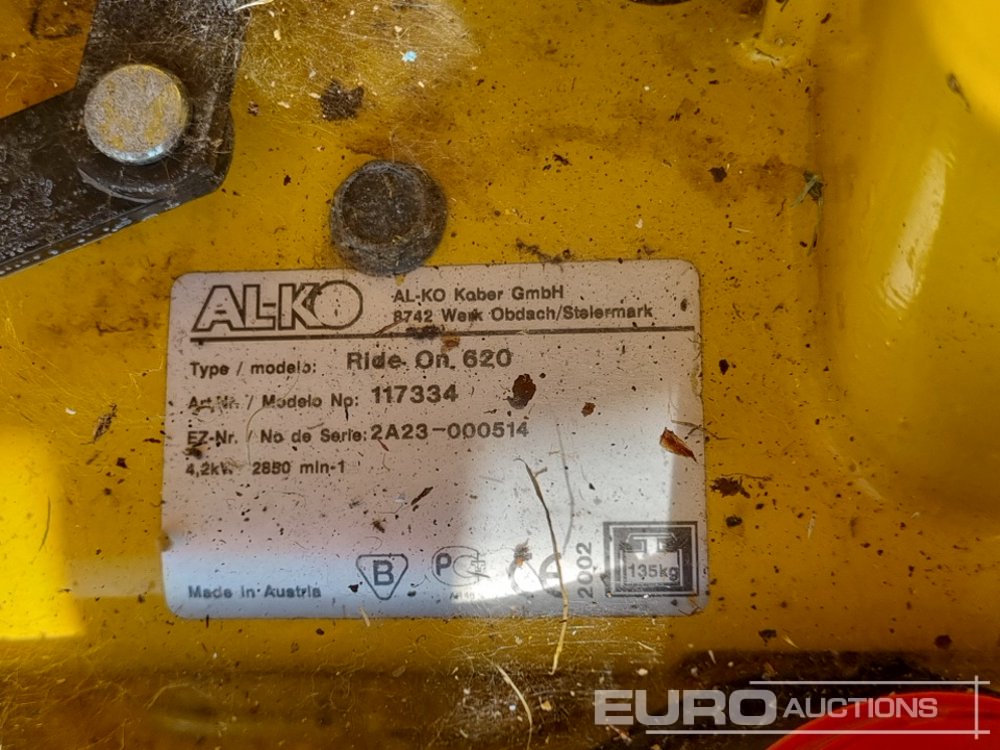 AL-KO
AL-KO Kober GmbH
8742 Werk Obdach/Steiermark
Type / modelo: Ride On 620
Art.Nr. / Modelo No: 117334
EZ-Nr. / No de Serie: 2A23-000514
4,2kW 2850 min-1
Made in Austria
B
P
CE
2002
135kg
EURO AUCTIONS